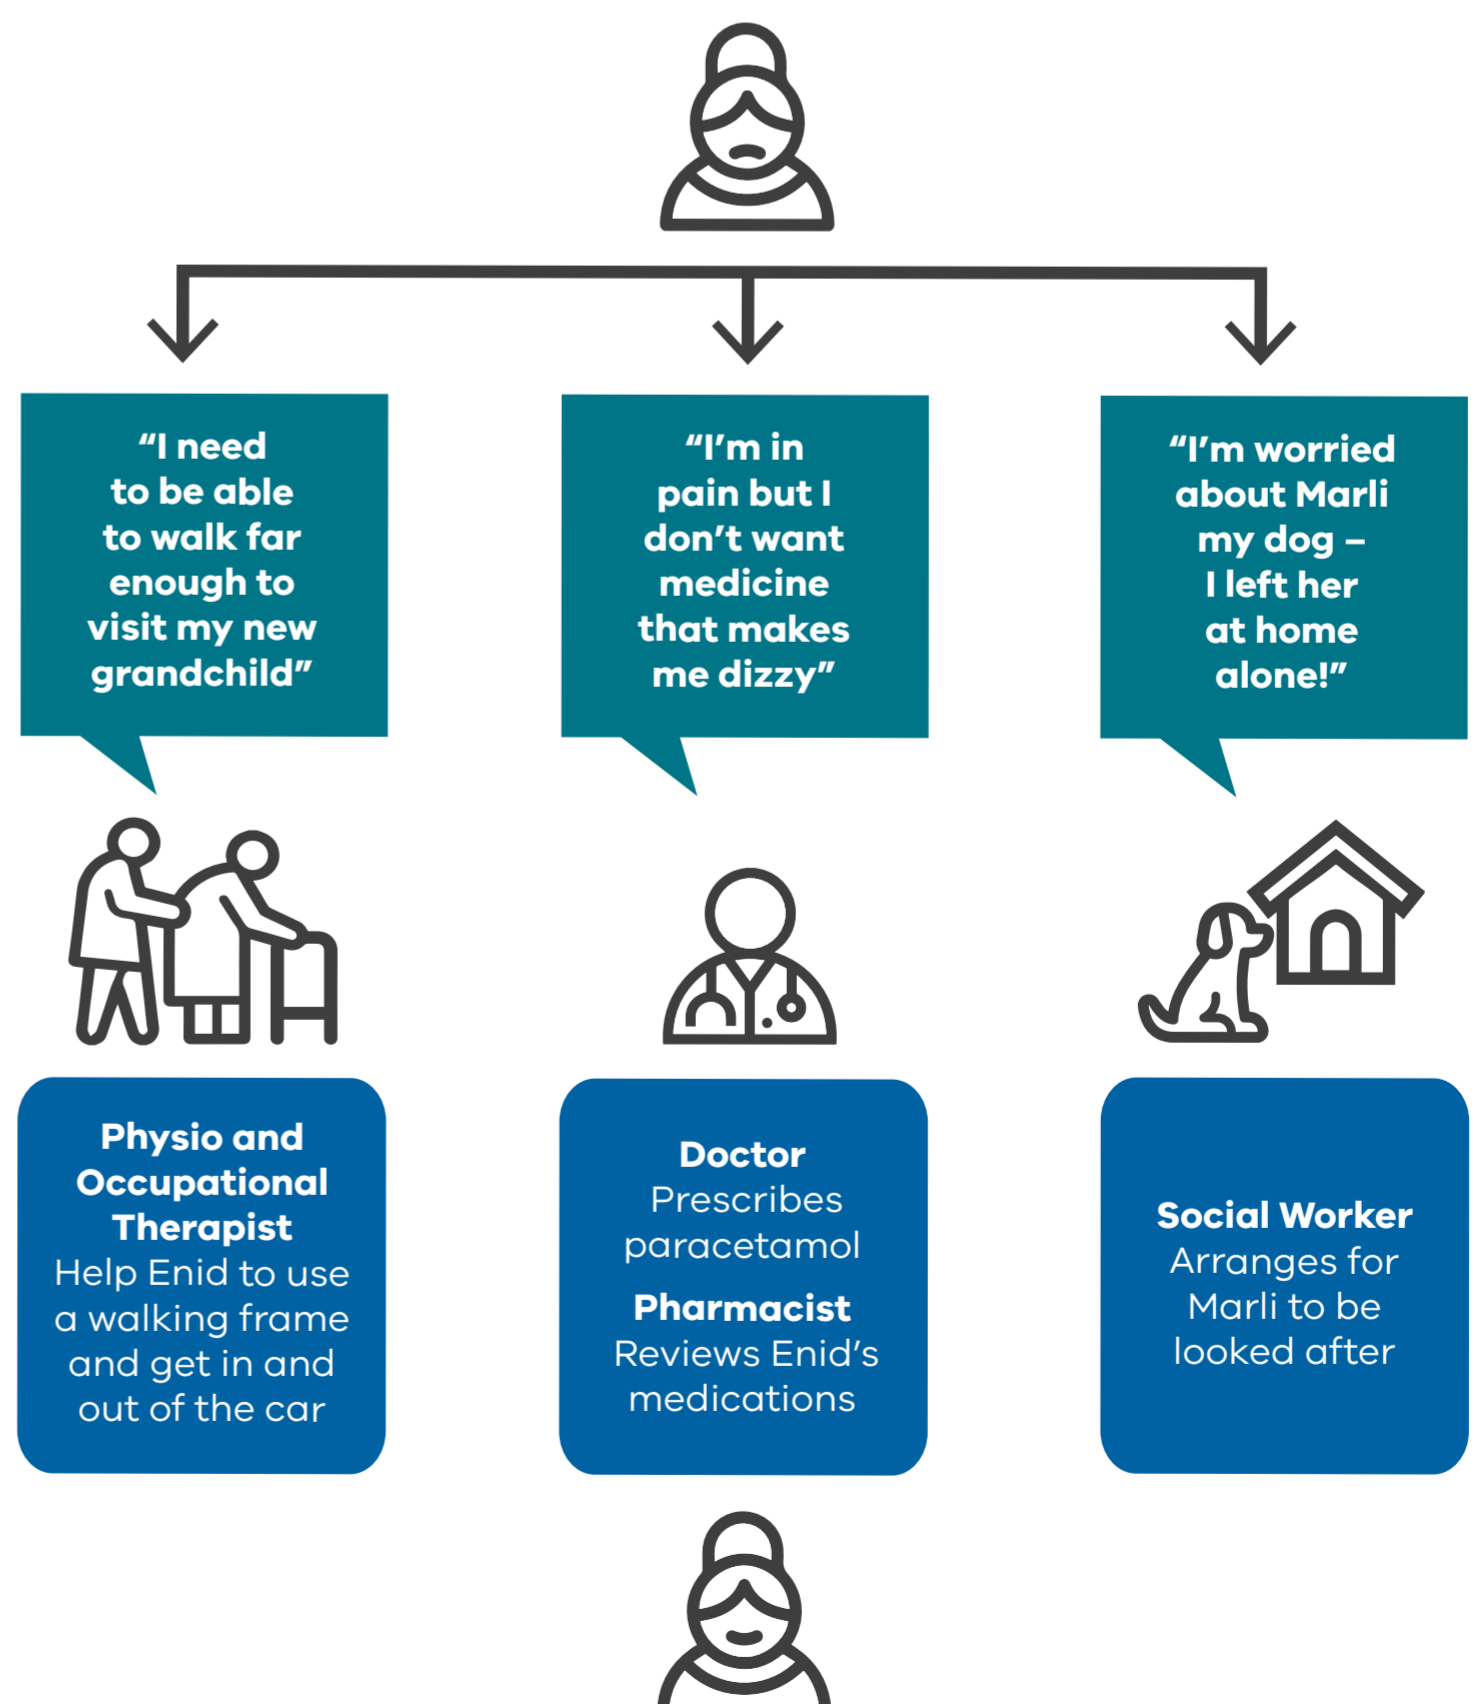 “I need
to be able
to walk far
enough to
visit my new
grandchild”
“I’m in
pain but I
don’t want
medicine
that makes
me dizzy”
“I’m worried
about Marli
my dog –
I left her
at home
alone!”
Physio and
Occupational
Therapist
Help Enid to use
a walking frame
and get in and
out of the car
Doctor
Prescribes
paracetamol
Pharmacist
Reviews Enid’s
medications
Social Worker
Arranges for
Marli to be
looked after